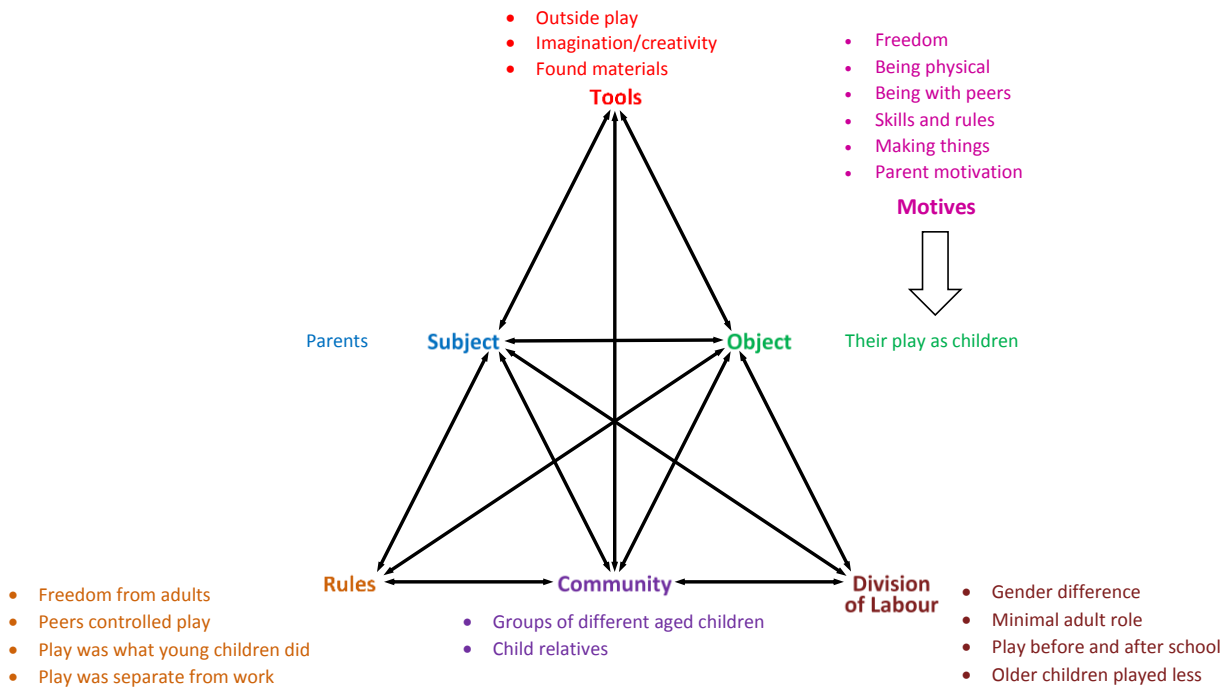 • Outside play
• Imagination/creativity
• Found materials
Tools
• Freedom
• Being physical
• Being with peers
• Skills and rules
• Making things
• Parent motivation
Motives
Parents
Subject
Object
Their play as children
Rules
• Freedom from adults
• Peers controlled play
• Play was what young children did
• Play was separate from work
Community
• Groups of different aged children
• Child relatives
Division
of Labour
• Gender difference
• Minimal adult role
• Play before and after school
• Older children played less